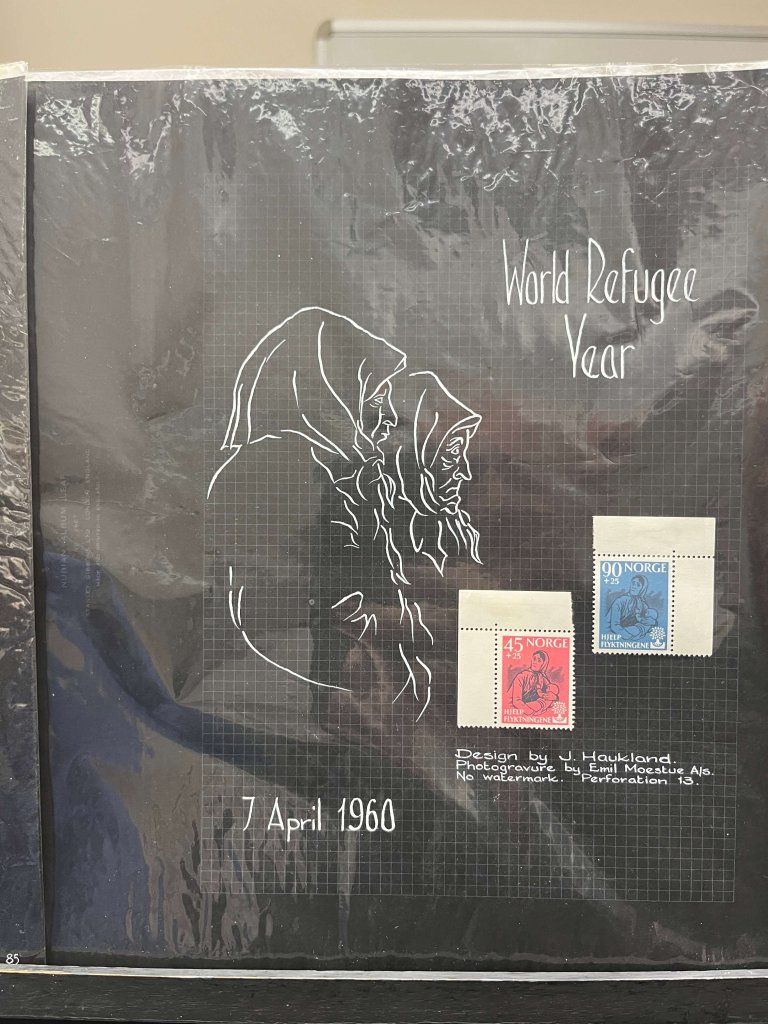 World Refugee
Year
90 NORGE
+25
HJELP
FLYKTNINGENE
45 NORGE
+25
HJELP
FLYKTNINGENE
Design by J. Haukland.
Photogravure by Emil Moestue A/s.
No watermark. Perforation 13.
7 April 1960
85